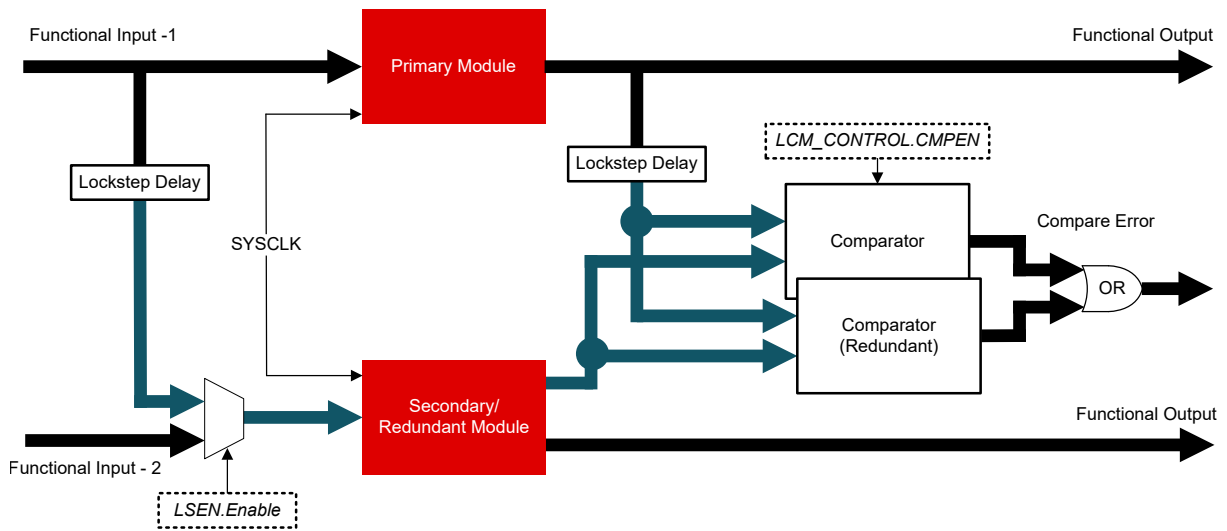 Functional Input -1
Primary Module
Functional Output
LCM_CONTROL.CMPEN
Lockstep Delay
Lockstep Delay
SYSCLK
Comparator
Compare Error
OR
Comparator
(Redundant)
Secondary/
Redundant Module
Functional Output
Functional Input - 2
LSEN.Enable